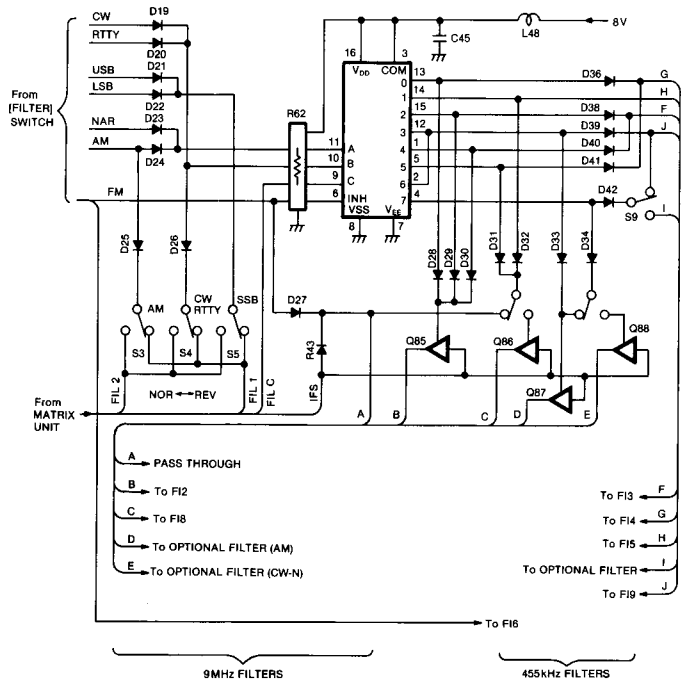 CW
D19
RTTY
D20
USB
D21
LSB
D22
NAR
D23
AM
D24
From
[FILTER]
SWITCH
FM
R62
C45
L48
8V
16
3
VDD
COM
13
0
14
1
15
2
12
3
1
4
5
5
2
6
4
7
11
A
10
B
9
C
6
INH
VSS
VEE
8
7
D36
G
H
D38
F
D39
J
D40
D41
D42
S9
I
D25
D26
D27
D28
D29
D30
D31
D32
D33
D34
AM
CW
RTTY
SSB
S3
S4
S5
R43
Q85
Q86
Q88
Q87
FIL 2
NOR ↔ REV
FIL 1
FIL C
IFS
From
MATRIX
UNIT
A
B
C
D
E
A
PASS THROUGH
B
To FI2
C
To FI8
D
To OPTIONAL FILTER (AM)
E
To OPTIONAL FILTER (CW-N)
To FI3
F
To FI4
G
To FI5
H
To OPTIONAL FILTER
I
To FI9
J
To FI6
9MHz FILTERS
455kHz FILTERS